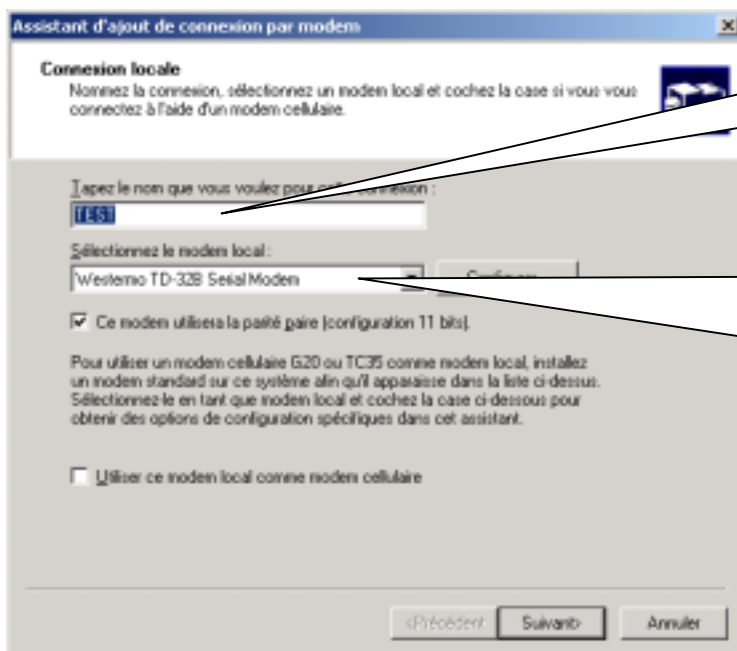 Assistant d'ajout de connexion par modem
Connexion locale
Nommez la connexion, sélectionnez un modem local et cochez la case si vous vous
connectez à l'aide d'un modem cellulaire.
Tapez le nom que vous voulez pour cette connexion :
TEST
Sélectionnez le modem local :
Westermo TD-32B Serial Modem
Ce modem utilisera la parité paire (configuration 11 bits).
Pour utiliser un modem cellulaire G20 ou TC35 comme modem local, installez
un modem standard sur ce système afin qu'il apparaisse dans la liste ci-dessus.
Sélectionnez-le en tant que modem local et cochez la case ci-dessous pour
obtenir des options de configuration spécifiques dans cet assistant.
Utiliser ce modem local comme modem cellulaire
<Précédent
Suivant>
Annuler